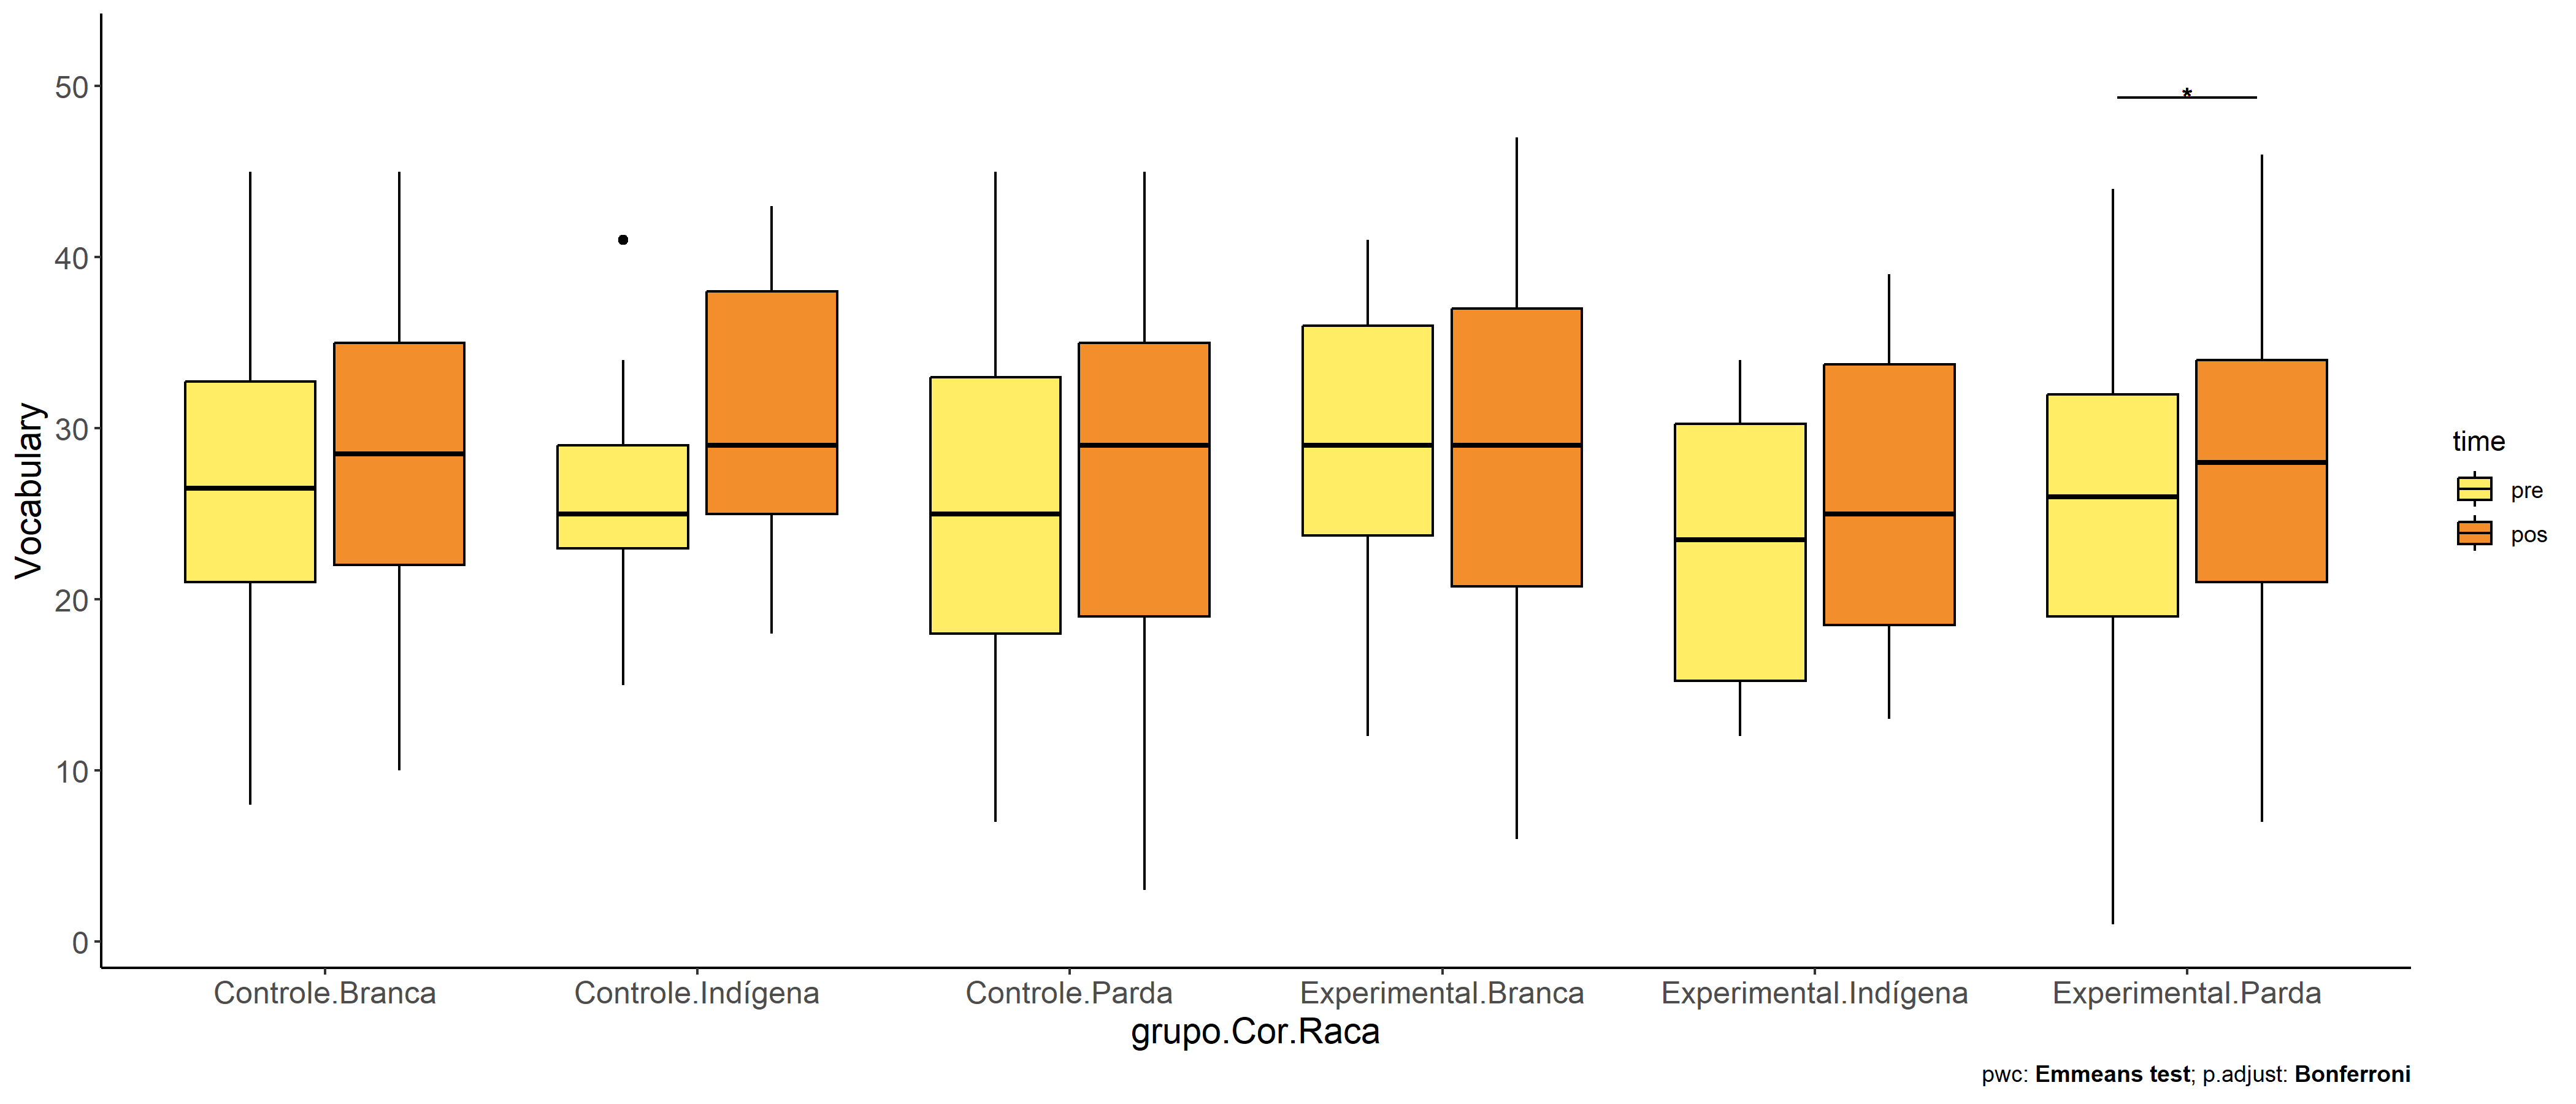 Vocabulary
50
40
30
20
10
0
*
Controle.Branca
Controle.Indígena
Controle.Parda
Experimental.Branca
Experimental.Indígena
Experimental.Parda
grupo.Cor.Raca
time
pre
pos
pwc: Emmeans test; p.adjust: Bonferroni